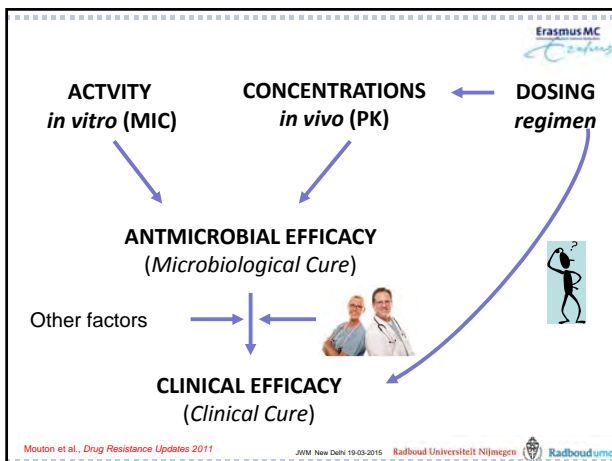 Erasmus MC
ACTVITY
in vitro (MIC)
CONCENTRATIONS
in vivo (PK)
DOSING
regimen
ANTMICROBIAL EFFICACY
(Microbiological Cure)
?
Other factors
CLINICAL EFFICACY
(Clinical Cure)
Mouton et al., Drug Resistance Updates 2011
JWM New Delhi 19-03-2015
Radboud Universiteit Nijmegen
Radboudumc